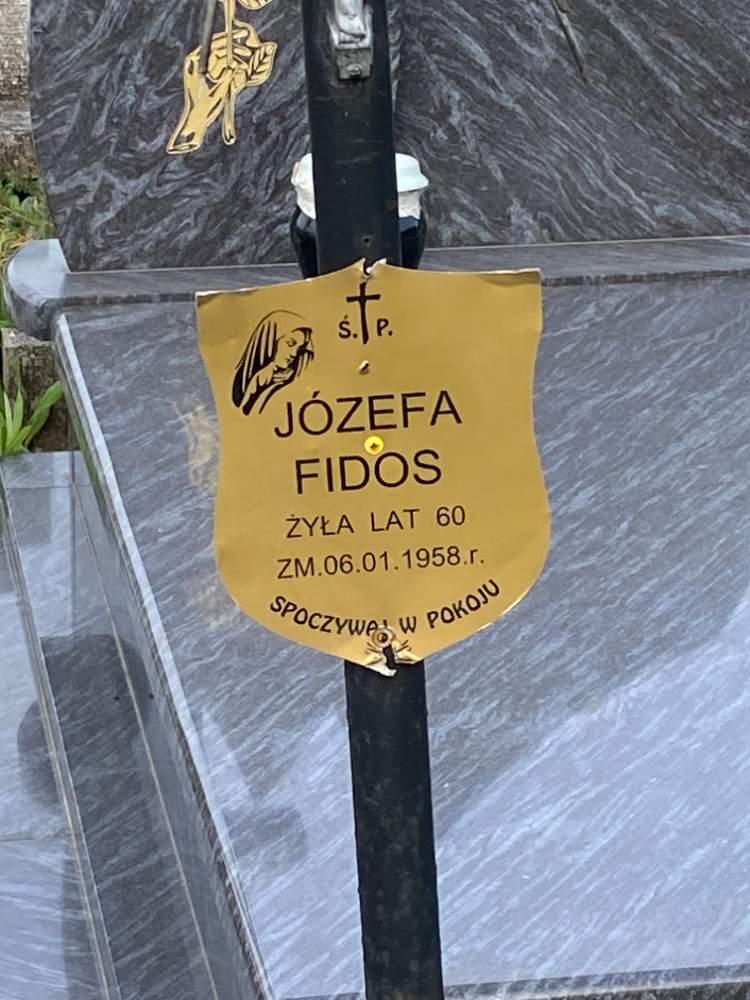 Ś. P.
JÓZEFA
FIDOS
ŻYŁA LAT 60
ZM.06.01.1958.r.
SPOCZYWAJ W POKOJU